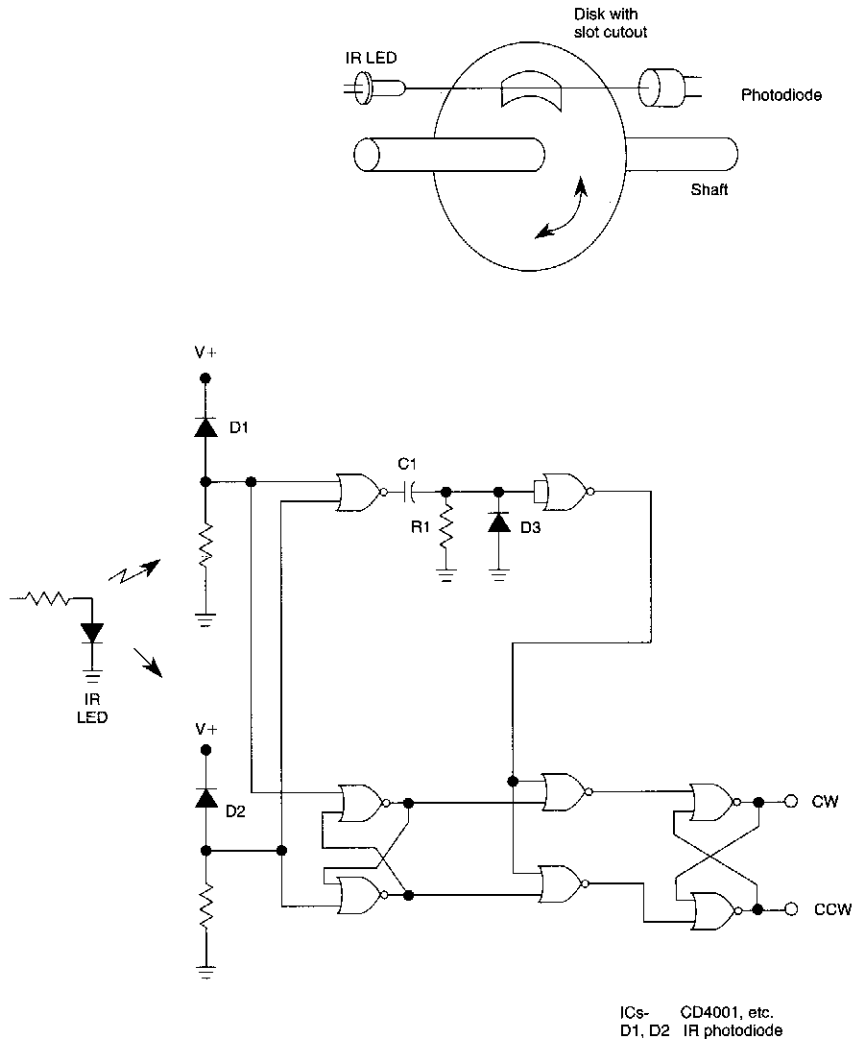 Disk with
slot cutout
IR LED
Photodiode
Shaft
V+
D1
C1
R1
D3
IR
LED
V+
D2
CW
CCW
ICs- CD4001, etc.
D1, D2 IR photodiode